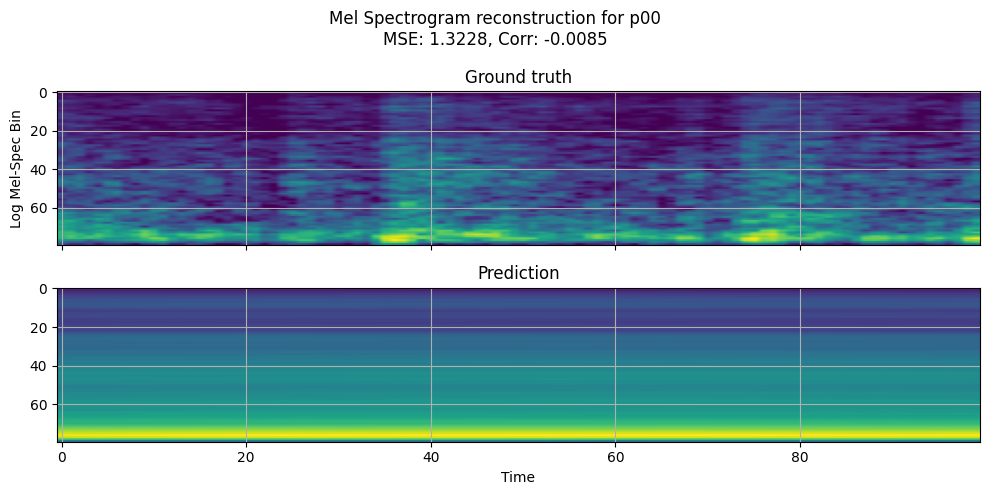 Mel Spectrogram reconstruction for p00
MSE: 1.3228, Corr: -0.0085
Ground truth
0
20
40
60
Log Mel-Spec Bin
Prediction
0
20
40
60
0 20 40 60 80
Time